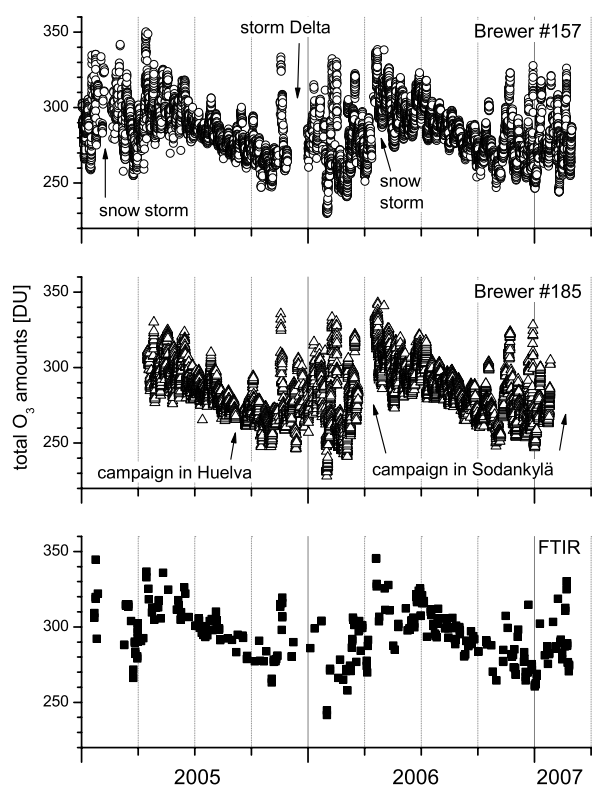 storm Delta
Brewer #157
350
300
250
snow storm
snow
storm
Brewer #185
350
300
250
total O3 amounts [DU]
campaign in Huelva
campaign in Sodankylä
FTIR
350
300
250
2005
2006
2007